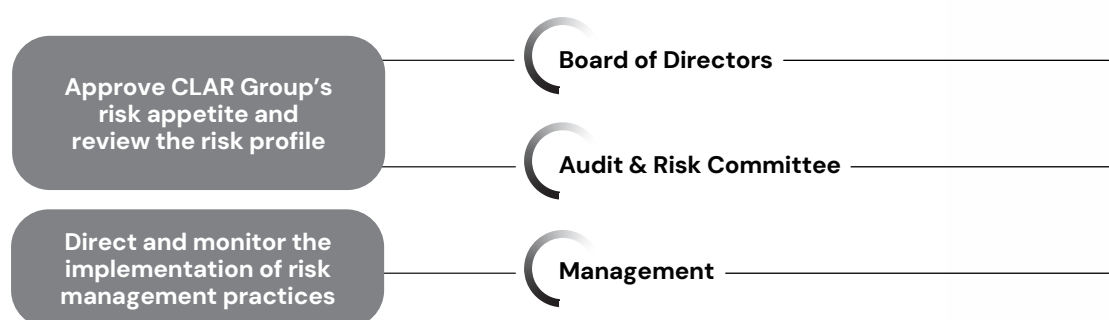 Approve CLAR Group’s
risk appetite and
review the risk profile
Board of Directors
Audit & Risk Committee
Direct and monitor the
implementation of risk
management practices
Management